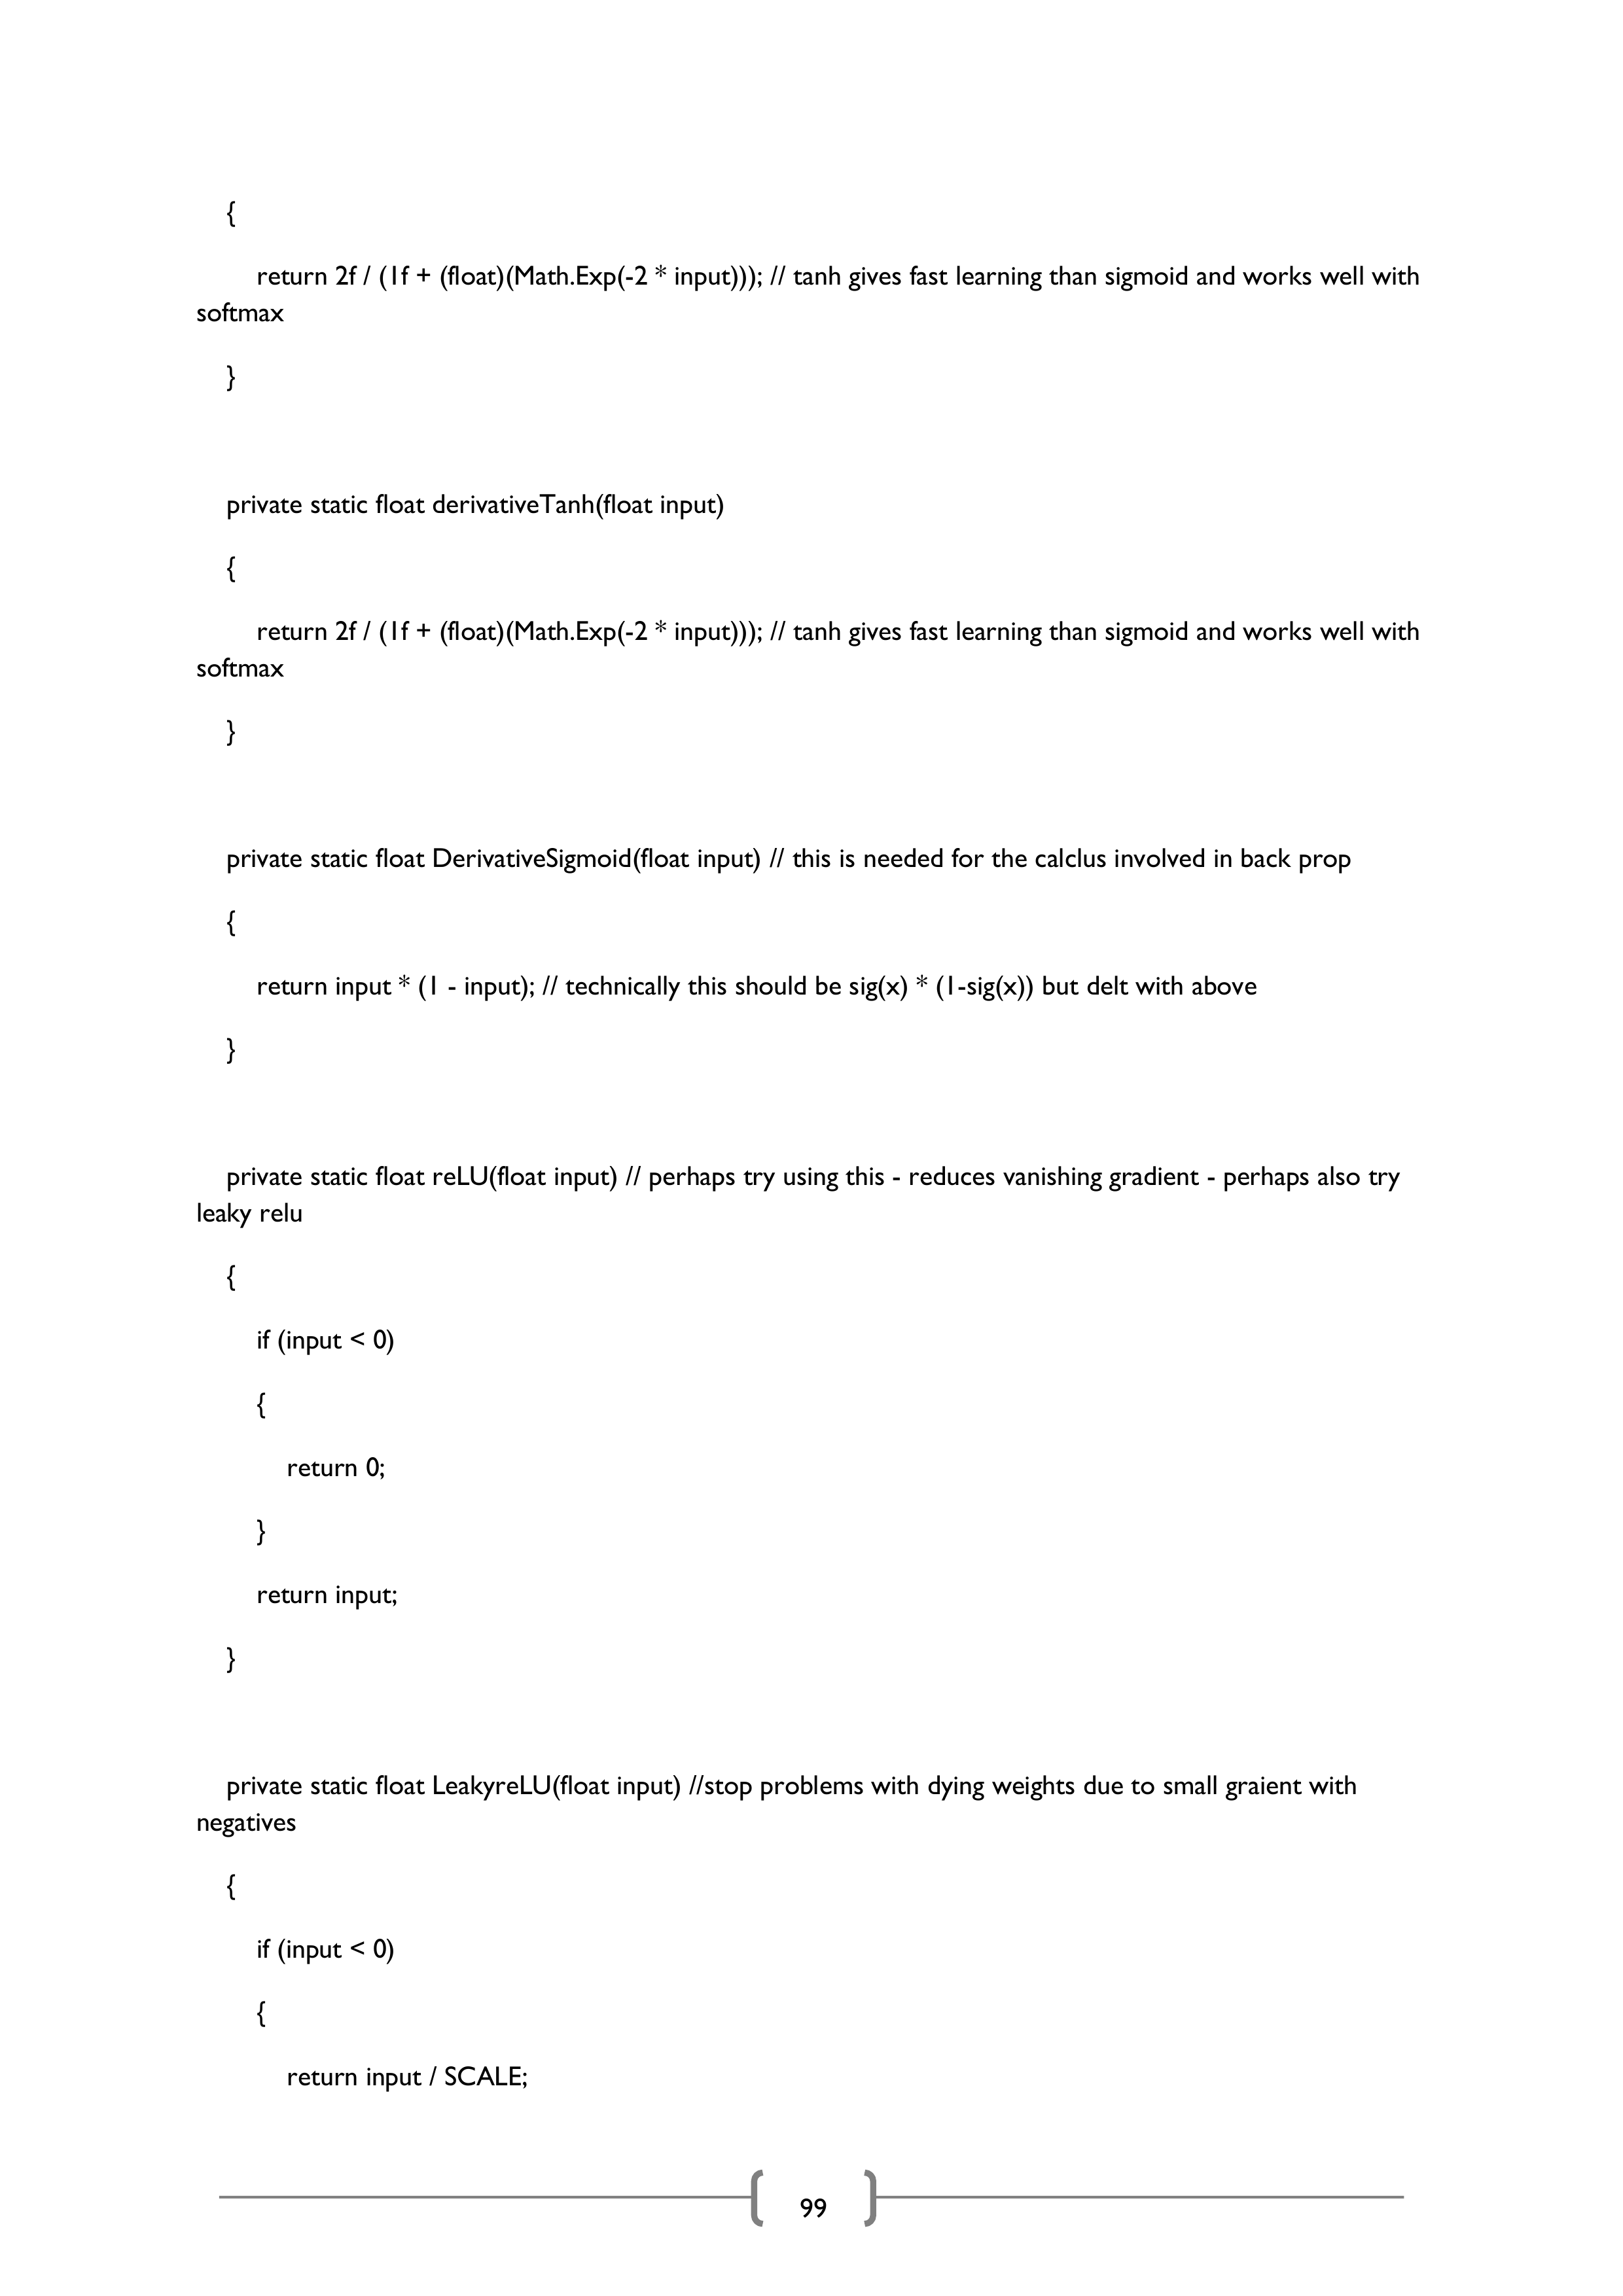 {
return 2f / (1f + (float)(Math.Exp(-2 * input))); // tanh gives fast learning than sigmoid and works well with
softmax
}
private static float derivativeTanh(float input)
{
return 2f / (1f + (float)(Math.Exp(-2 * input))); // tanh gives fast learning than sigmoid and works well with
softmax
}
private static float DerivativeSigmoid(float input) // this is needed for the calclus involved in back prop
{
return input * (1 - input); // technically this should be sig(x) * (1-sig(x)) but delt with above
}
private static float reLU(float input) // perhaps try using this - reduces vanishing gradient - perhaps also try
leaky relu
{
if (input < 0)
{
return 0;
}
return input;
}
private static float LeakyreLU(float input) //stop problems with dying weights due to small graient with
negatives
{
if (input < 0)
{
return input / SCALE;
99